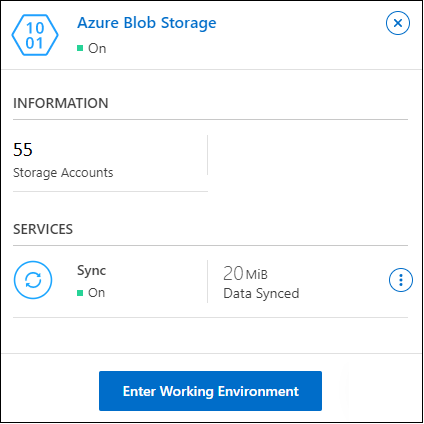 10
01
Azure Blob Storage
On
INFORMATION
55
Storage Accounts
SERVICES
Sync
On
20 MiB
Data Synced
Enter Working Environment